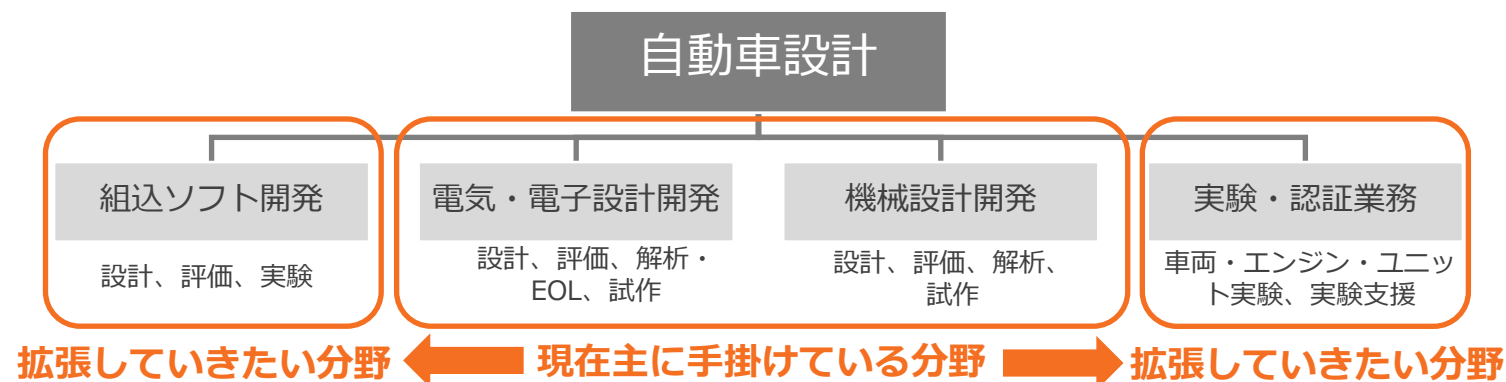 自動車設計
組込ソフト開発
電気・電子設計開発
機械設計開発
実験・認証業務
設計、評価、実験
設計、評価、解析・
EOL、試作
設計、評価、解析、
試作
車両・エンジン・ユニッ
ト実験、実験支援
拡張していきたい分野
現在主に手掛けている分野
拡張していきたい分野